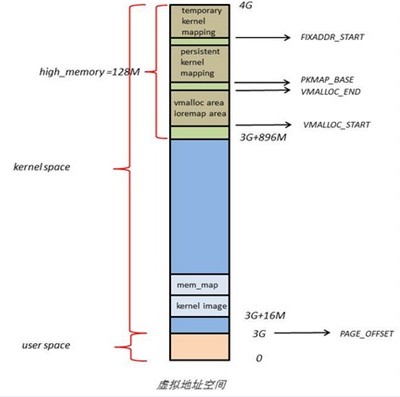 4G
temporary
kernel
mapping
FIXADDR_START
persistent
kernel
mapping
high_memory =128M
PKMAP_BASE
VMALLOC_END
vmalloc area
ioremap area
VMALLOC_START
3G+896M
kernel space
mem_map
kernel image
3G+16M
3G
PAGE_OFFSET
user space
0
虚拟地址空间